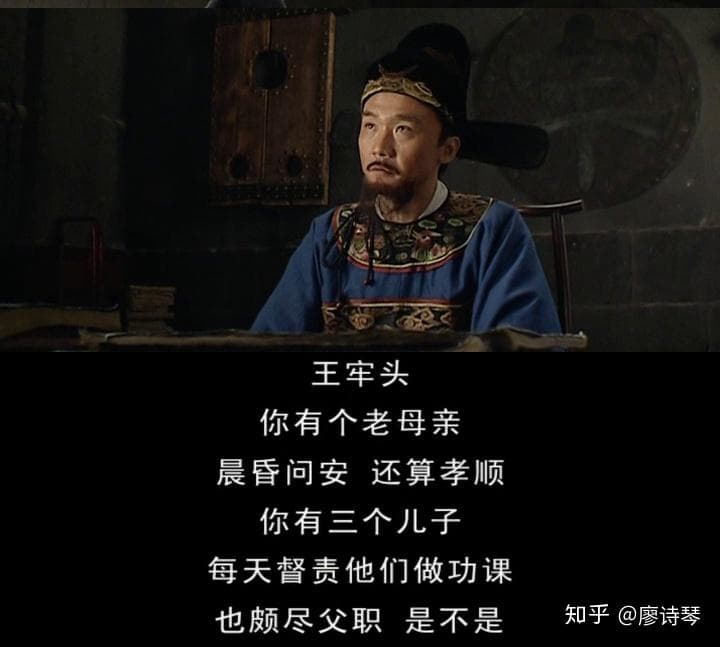 王牢头
你有个老母亲
晨昏问安 还算孝顺
你有三个儿子
每天督责他们做功课
也颇尽父职 是不是
知乎 @廖诗琴